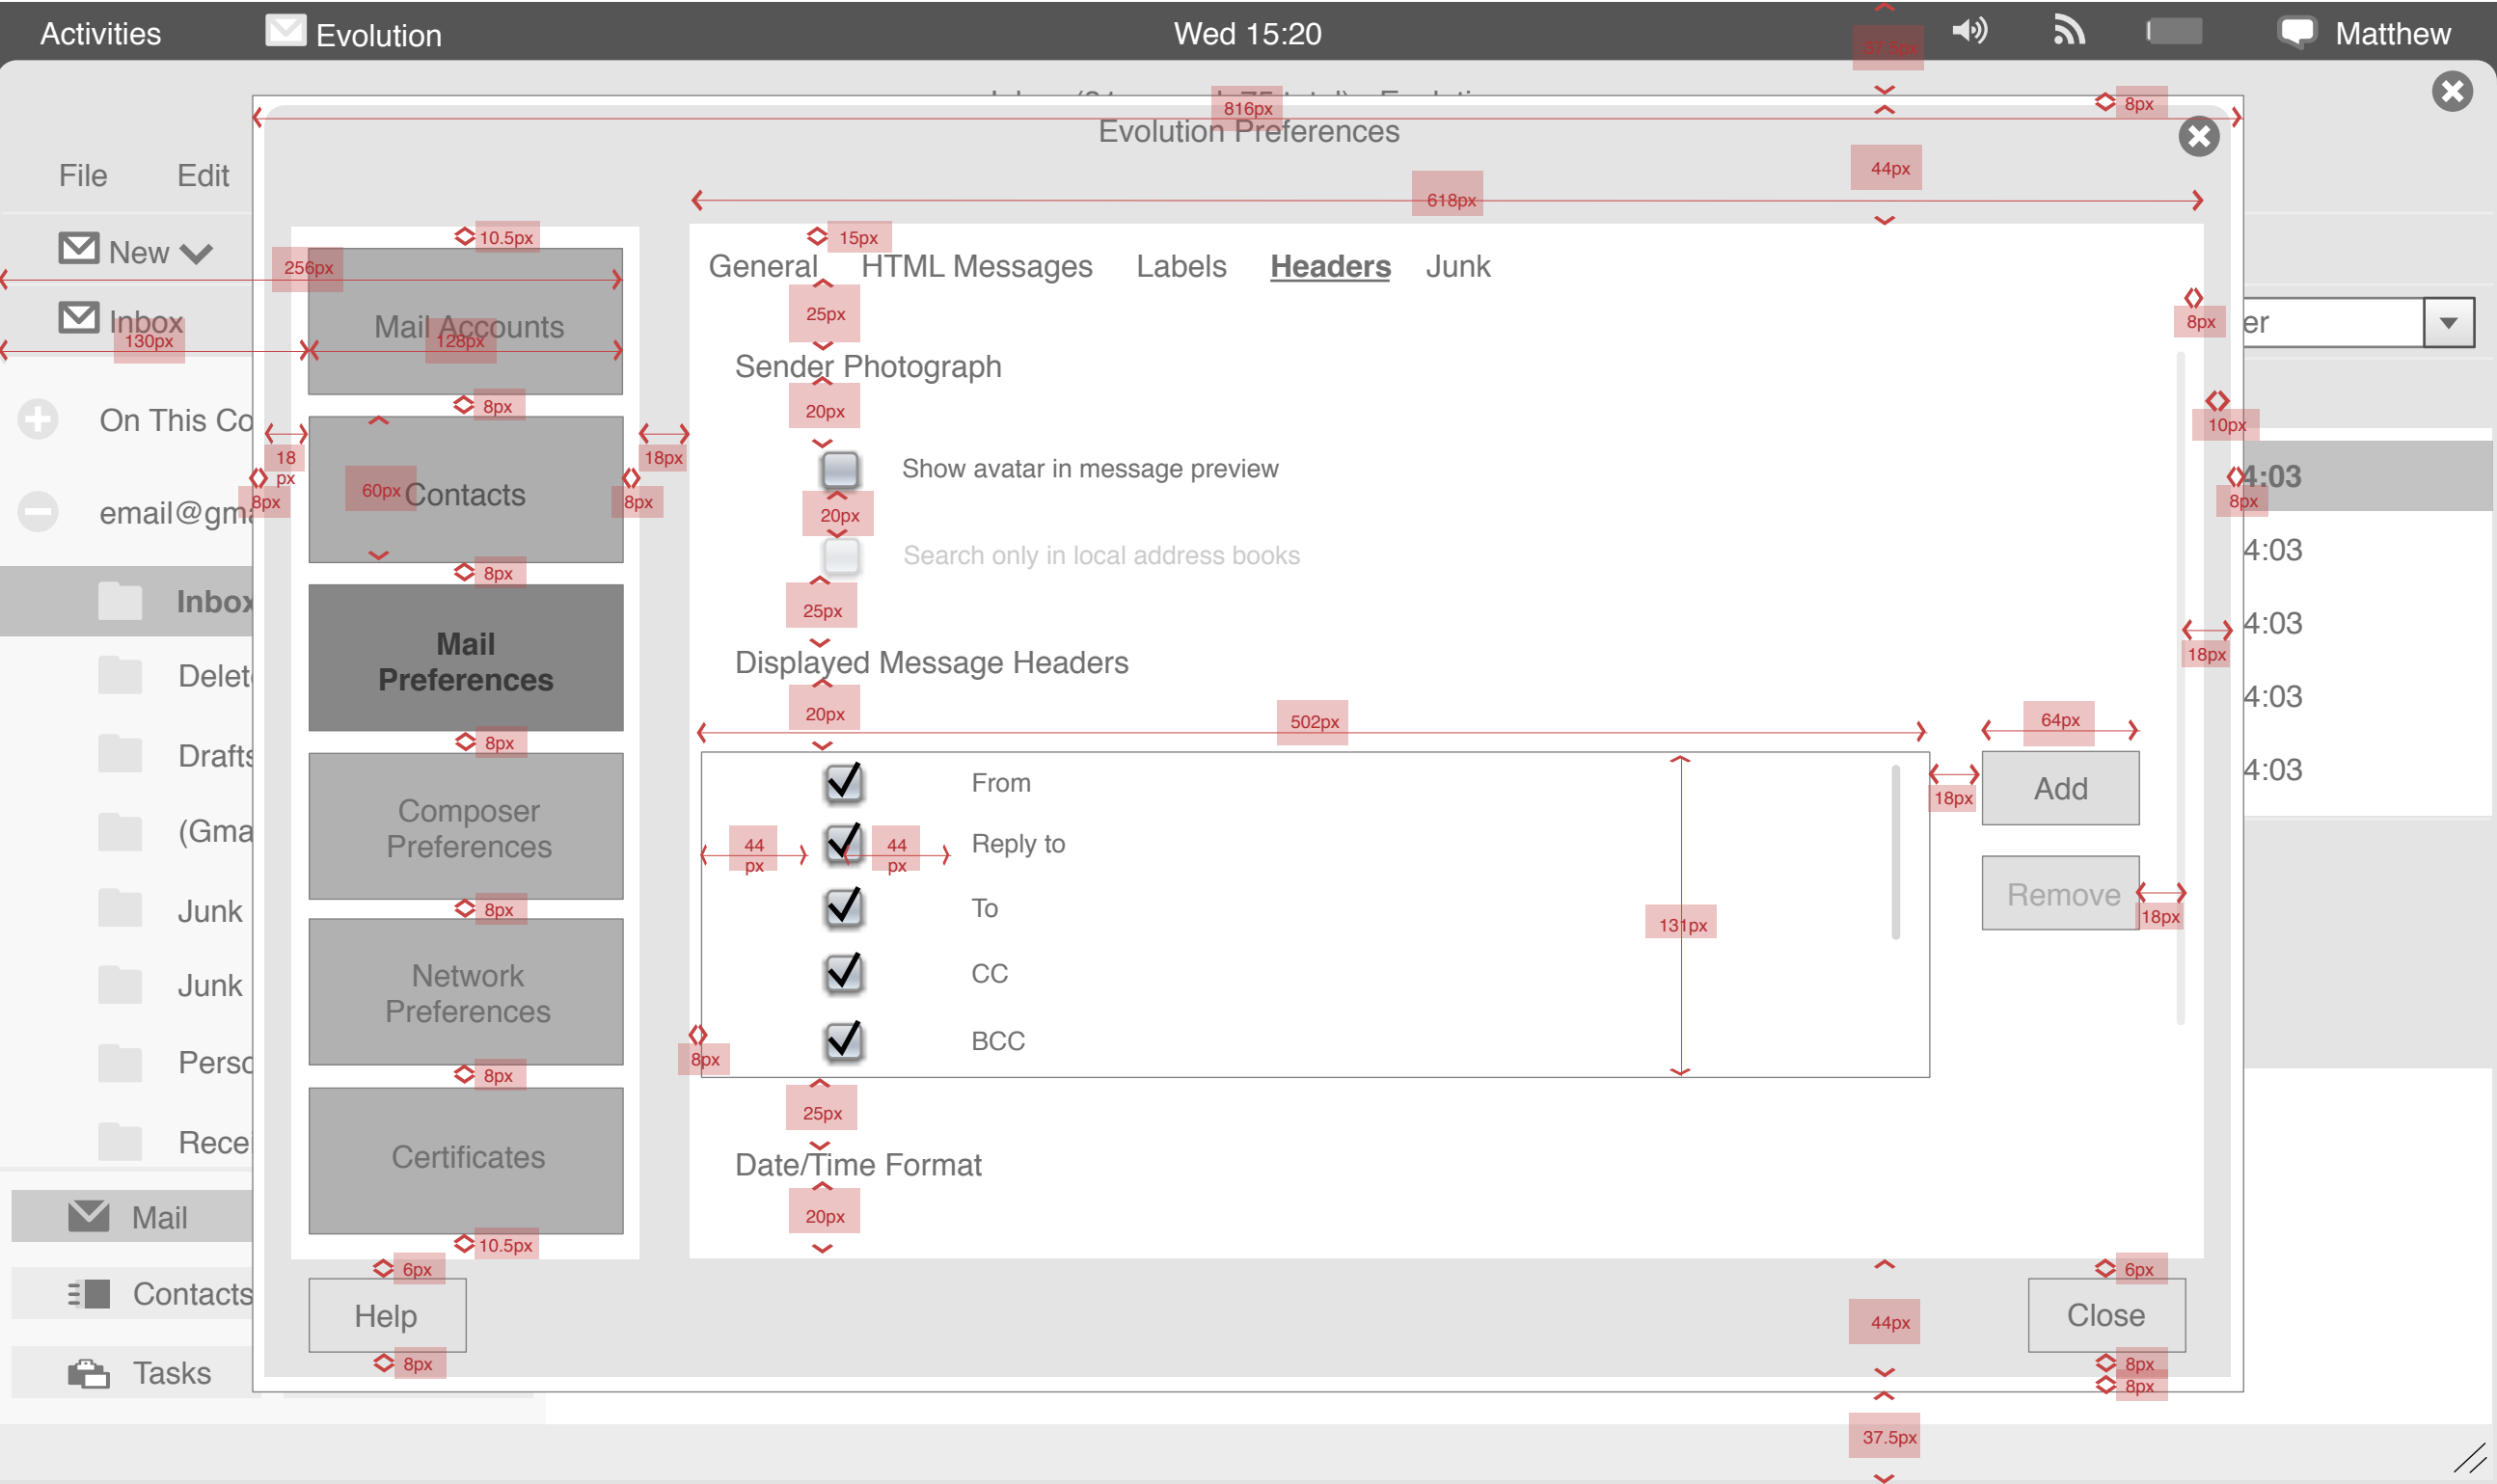 Activities
Evolution
Wed 15:20
37.5px
Matthew
816px
8px
Evolution Preferences
44px
File
Edit
618px
10.5px
15px
New
256px
General
HTML Messages
Labels
Headers
Junk
25px
8px
Inbox
130px
Mail Accounts
128px
er
Sender Photograph
8px
20px
On This Co
10px
18
px
8px
18px
8px
60px
Contacts
Show avatar in message preview
4:03
8px
email@gma
20px
Search only in local address books
4:03
8px
Inbox
25px
4:03
Mail
Preferences
Displayed Message Headers
18px
Delet
20px
502px
64px
4:03
8px
Drafts
From
18px
Add
4:03
Composer
Preferences
(Gma
44
px
44
px
Reply to
Remove
18px
Junk
8px
To
131px
Network
Preferences
Junk
CC
BCC
8px
Perso
8px
25px
Certificates
Rece
Date/Time Format
Mail
20px
10.5px
6px
6px
Contacts
Help
44px
Close
Tasks
8px
8px
8px
37.5px